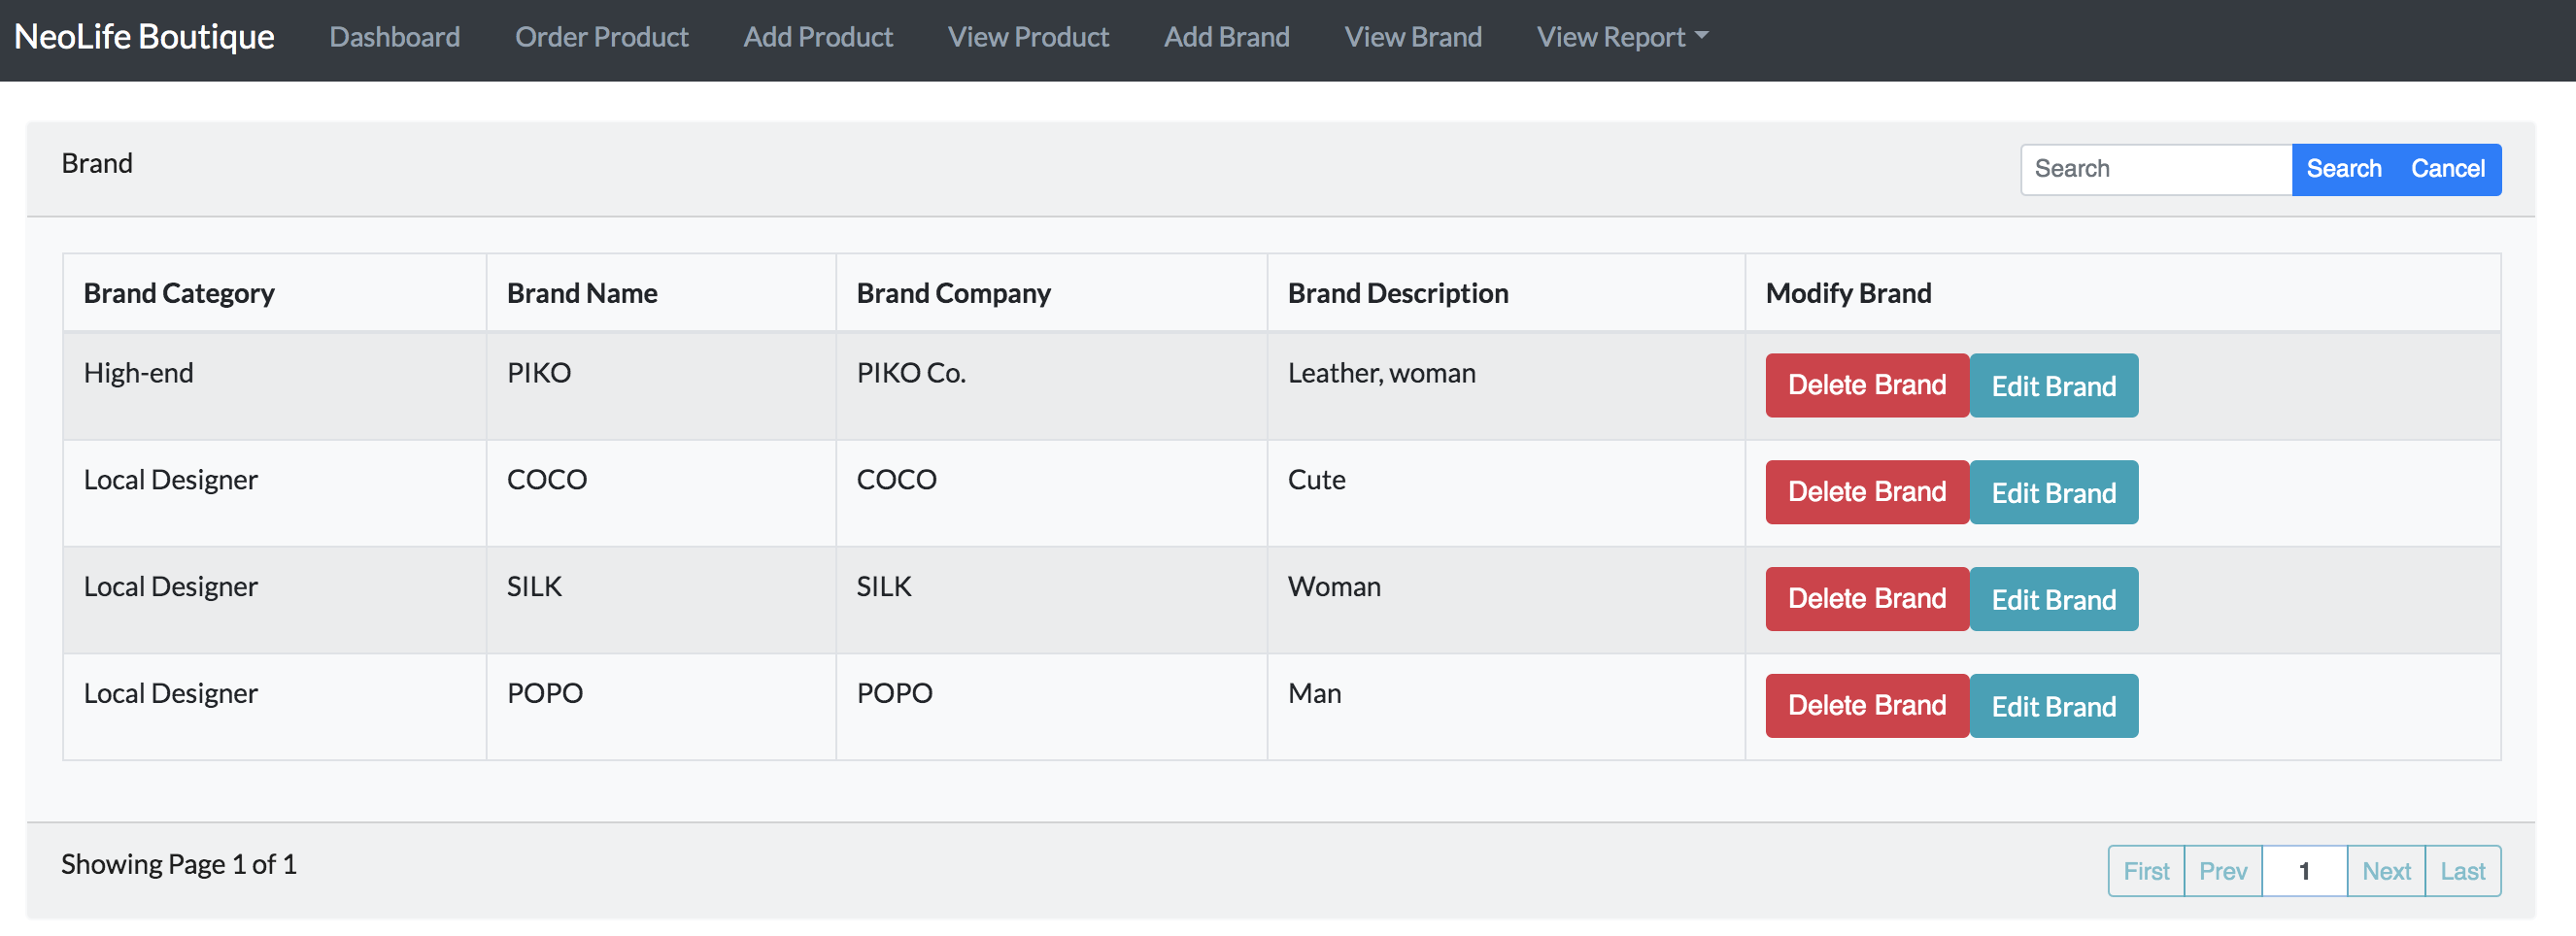 NeoLife Boutique Dashboard Order Product Add Product View Product Add Brand View Brand View Report
Brand Search Search Cancel
Brand Category Brand Name Brand Company Brand Description Modify Brand
High-end PIKO PIKO Co. Leather, woman Delete Brand Edit Brand
Local Designer COCO COCO Cute Delete Brand Edit Brand
Local Designer SILK SILK Woman Delete Brand Edit Brand
Local Designer POPO POPO Man Delete Brand Edit Brand
Showing Page 1 of 1 First Prev 1 Next Last